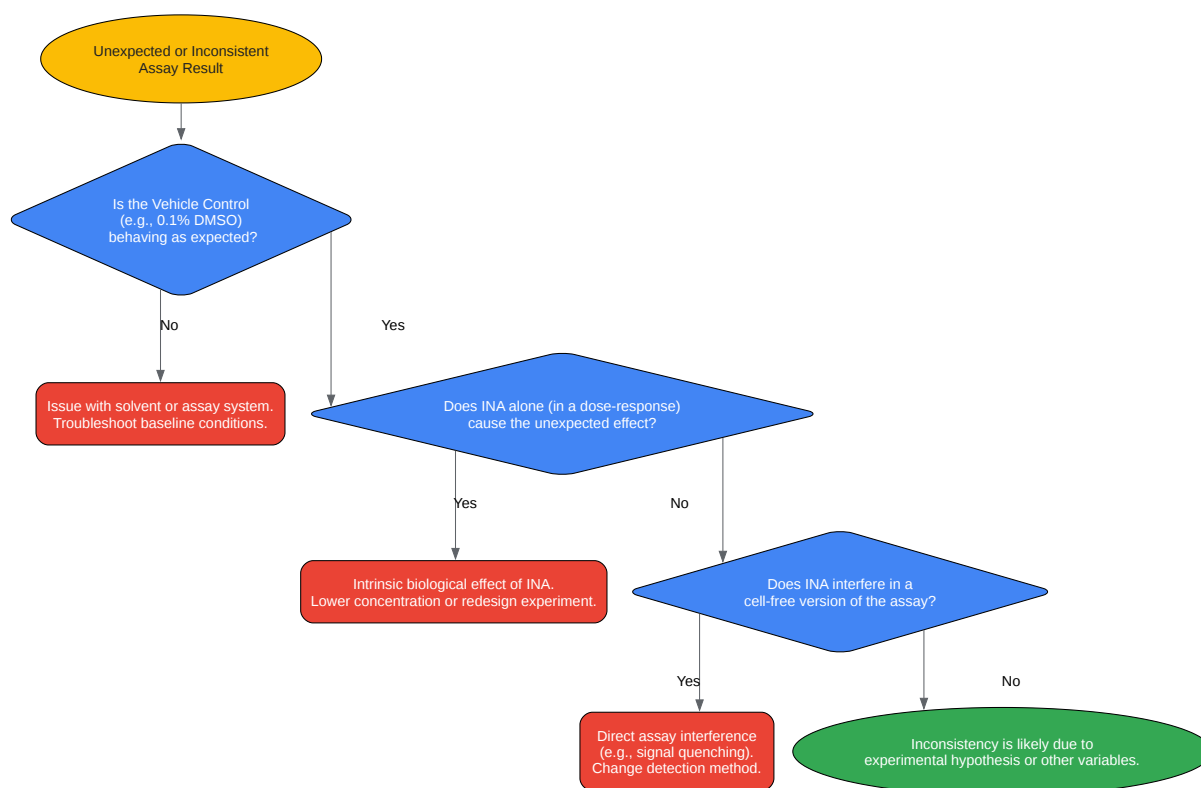 Unexpected or Inconsistent
Assay Result
Is the Vehicle Control
(e.g., 0.1% DMSO)
behaving as expected?
No
Yes
Issue with solvent or assay system.
Troubleshoot baseline conditions.
Does INA alone (in a dose-response)
cause the unexpected effect?
Yes
No
Intrinsic biological effect of INA.
Lower concentration or redesign experiment.
Does INA interfere in a
cell-free version of the assay?
Yes
No
Direct assay interference
(e.g., signal quenching).
Change detection method.
Inconsistency is likely due to
experimental hypothesis or other variables.